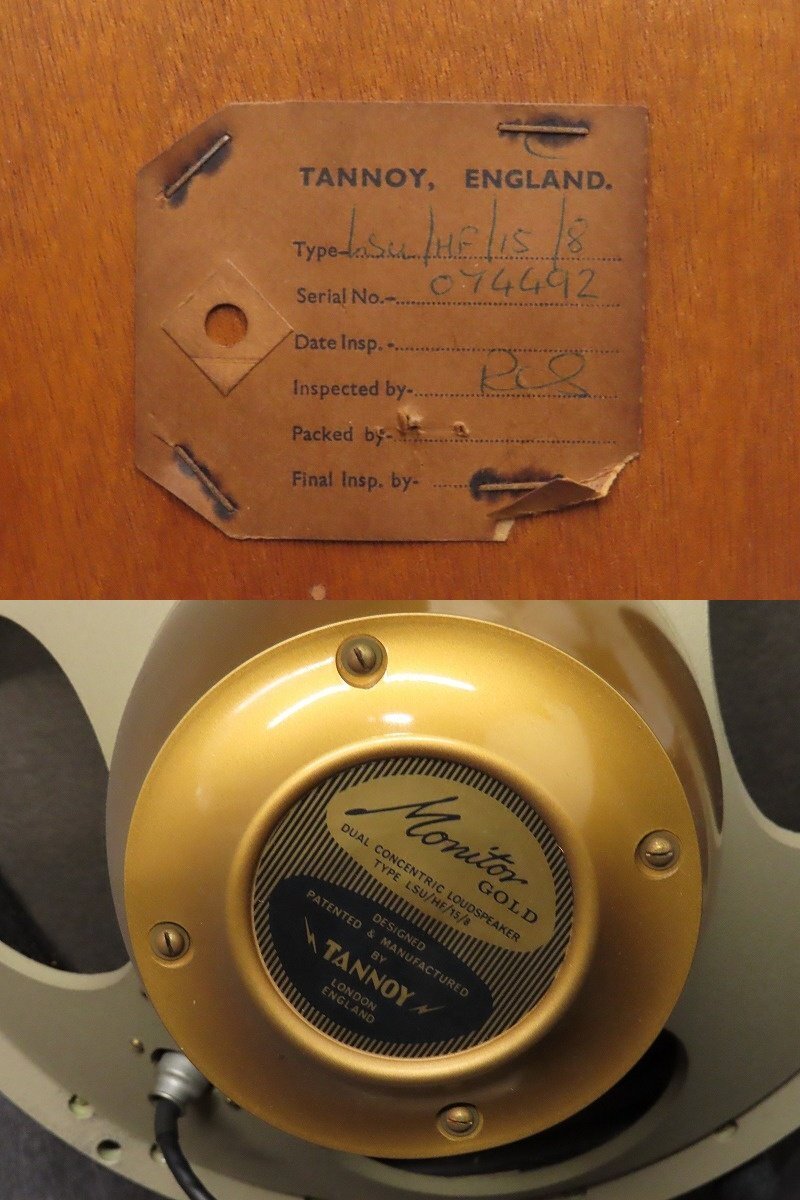 TANNOY, ENGLAND.
Type- LSU/HF/15/8
Serial No.- 074492
Date Insp. -
Inspected by-
Packed by-
Final Insp. by-
Monitor
GOLD
DUAL CONCENTRIC LOUDSPEAKER
TYPE LSU/HF/15/8
DESIGNED
PATENTED & MANUFACTURED
BY
TANNOY
LONDON
ENGLAND